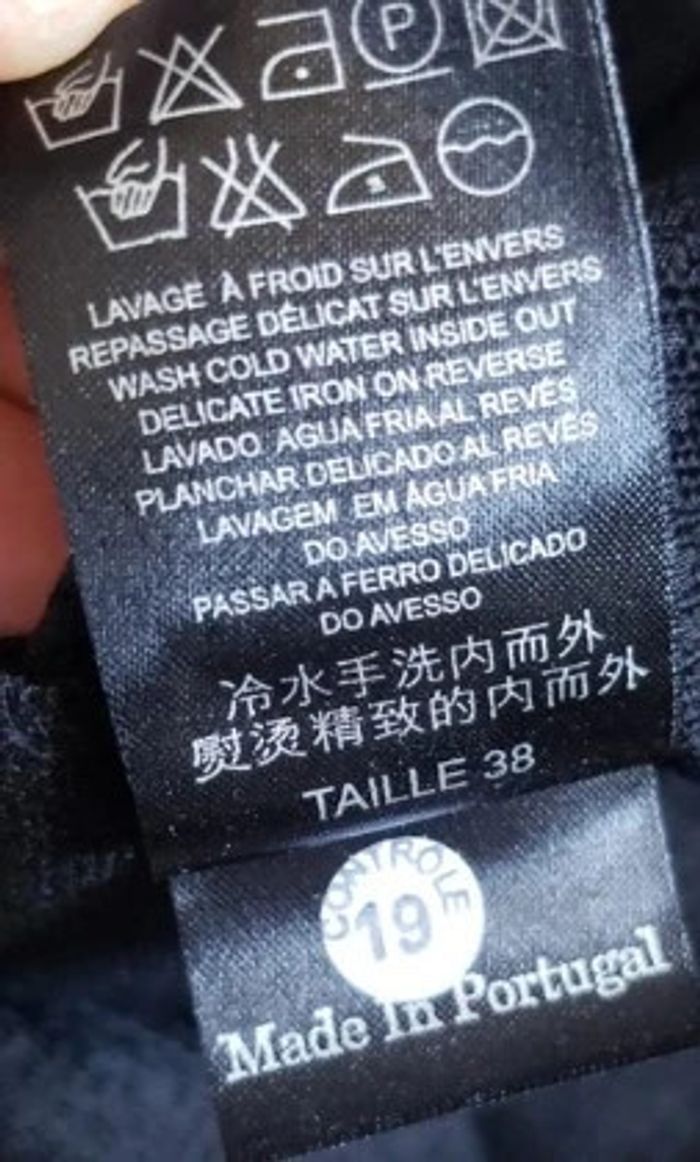 P
S
LAVAGE À FROID SUR L'ENVERS
REPASSAGE DÉLICAT SUR L'ENVERS
WASH COLD WATER INSIDE OUT
DELICATE IRON ON REVERSE
LAVADO AGUA FRIA AL REVÉS
PLANCHAR DELICADO AL REVÉS
LAVAGEM EM ÁGUA FRIA
DO AVESSO
PASSAR A FERRO DELICADO
DO AVESSO
冷水手洗内而外
熨烫精致的内而外
TAILLE 38
CONTRÔLE
19
Made In Portugal